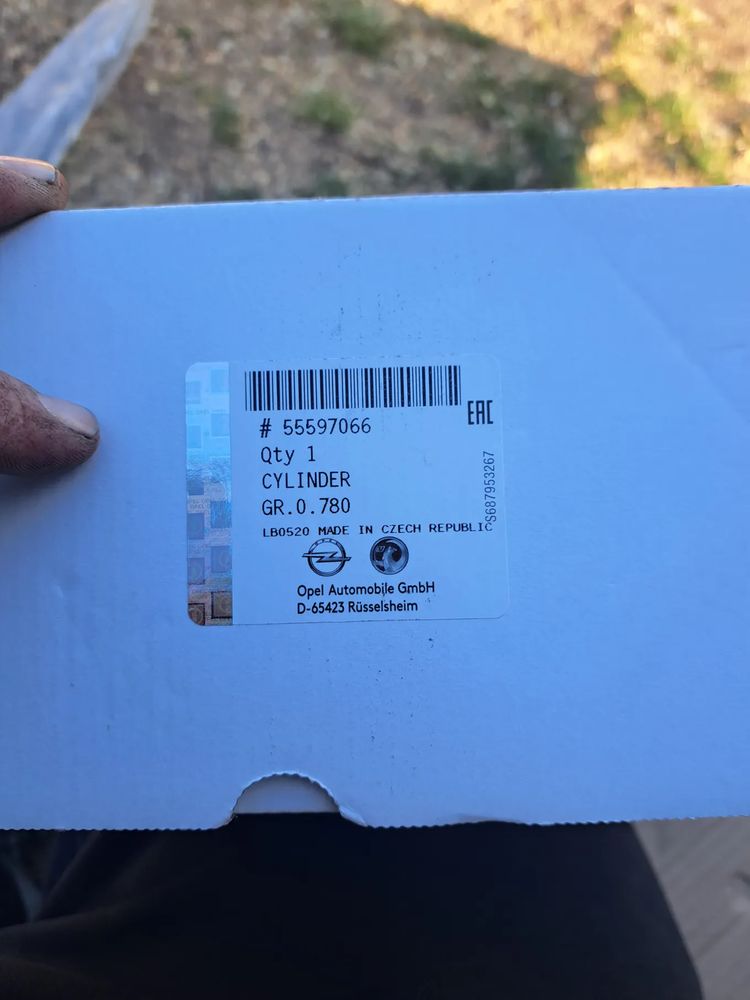 # 55597066
EAC
Qty 1
CYLINDER
GR.0.780
S687953267
LB0520 MADE IN CZECH REPUBLIC
Opel Automobile GmbH
D-65423 Rüsselsheim